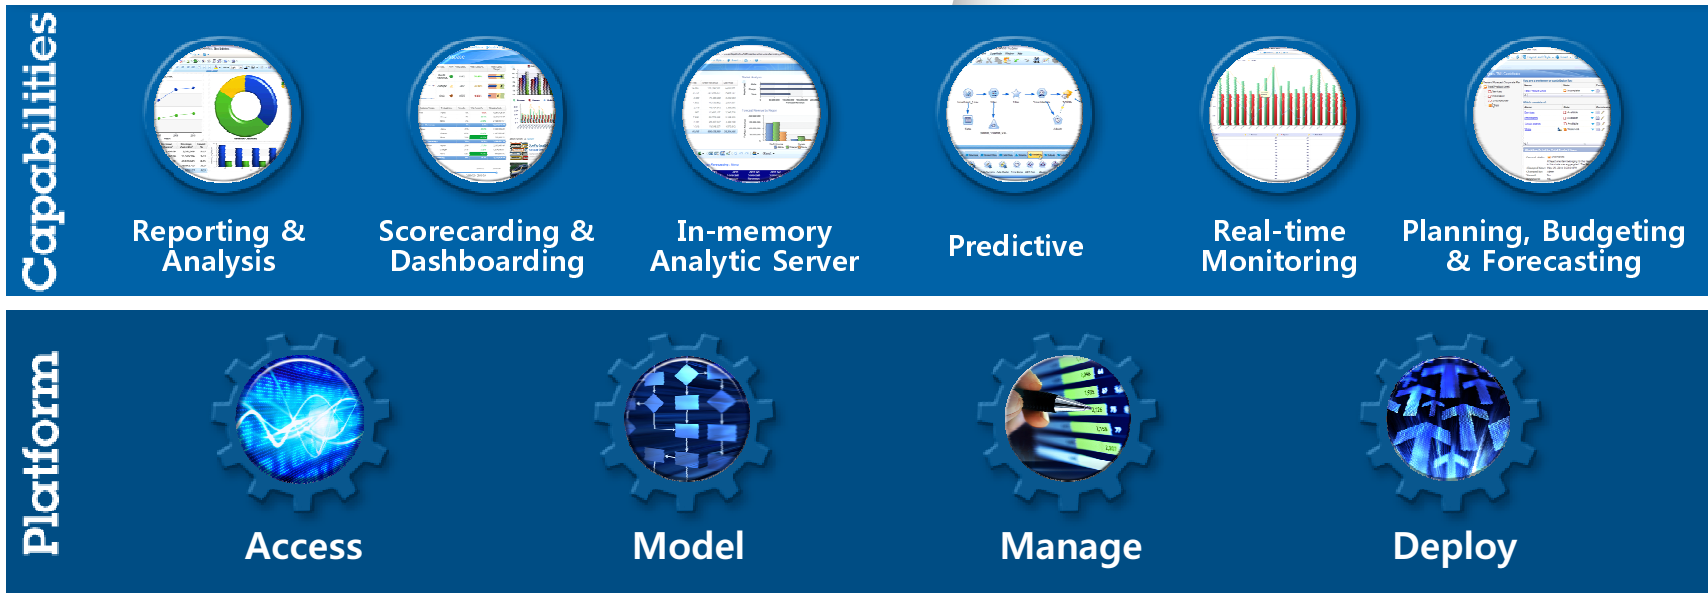 Capabilities
Reporting &
Analysis
Scorecarding &
Dashboarding
In-memory
Analytic Server
Predictive
Real-time
Monitoring
Planning, Budgeting
& Forecasting
Platform
Access
Model
Manage
Deploy